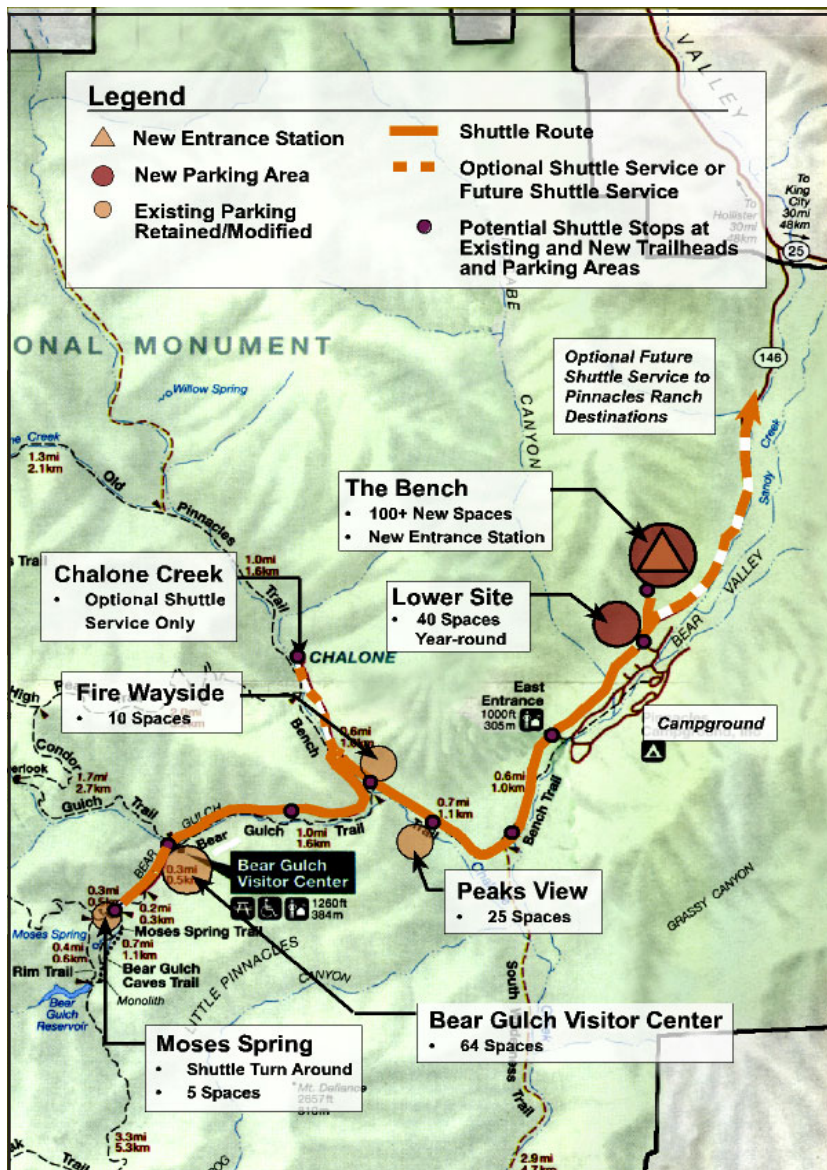 VALLEY
Legend
New Entrance Station
New Parking Area
Existing Parking
Retained/Modified
Shuttle Route
Optional Shuttle Service or
Future Shuttle Service
Potential Shuttle Stops at
Existing and New Trailheads
and Parking Areas
To
King
City
30mi
48km
To
Hollister
30mi
48km
25
ONAL MONUMENT
Willow Spring
CANYON
146
Optional Future
Shuttle Service to
Pinnacles Ranch
Destinations
Sandy
Creek
Creek
1.3mi
2.1km
Old
Pinnacles
Trail
1.0mi
1.6km
The Bench
• 100+ New Spaces
• New Entrance Station
Chalone Creek
• Optional Shuttle
Service Only
Lower Site
• 40 Spaces
Year-round
BEAR
VALLEY
CHALONE
Fire Wayside
• 10 Spaces
East
Entrance
1000ft
305m
Campground
High
Condor
1.7mi
2.7km
Gulch
Trail
Bench
Trail
0.7mi
1.1km
0.6mi
1.0km
Bench Trail
BEAR
GULCH
Bear
Gulch
Trail
1.0mi
1.6km
Bear Gulch
Visitor Center
1260ft
384m
0.3mi
0.5km
0.3mi
0.2mi
0.3km
Moses Spring
Moses Spring Trail
0.4mi
0.6km
0.7mi
1.1km
Rim Trail
Bear Gulch
Caves Trail
Monolith
Bear
Gulch
Reservoir
LITTLE PINNACLES
CANYON
Peaks View
• 25 Spaces
GRASSY CANYON
South Wilderness Trail
Bear Gulch Visitor Center
• 64 Spaces
Moses Spring
• Shuttle Turn Around
• 5 Spaces
Mt. Defiance
2657ft
3.3mi
5.3km
Trail
2.9mi
4.7km